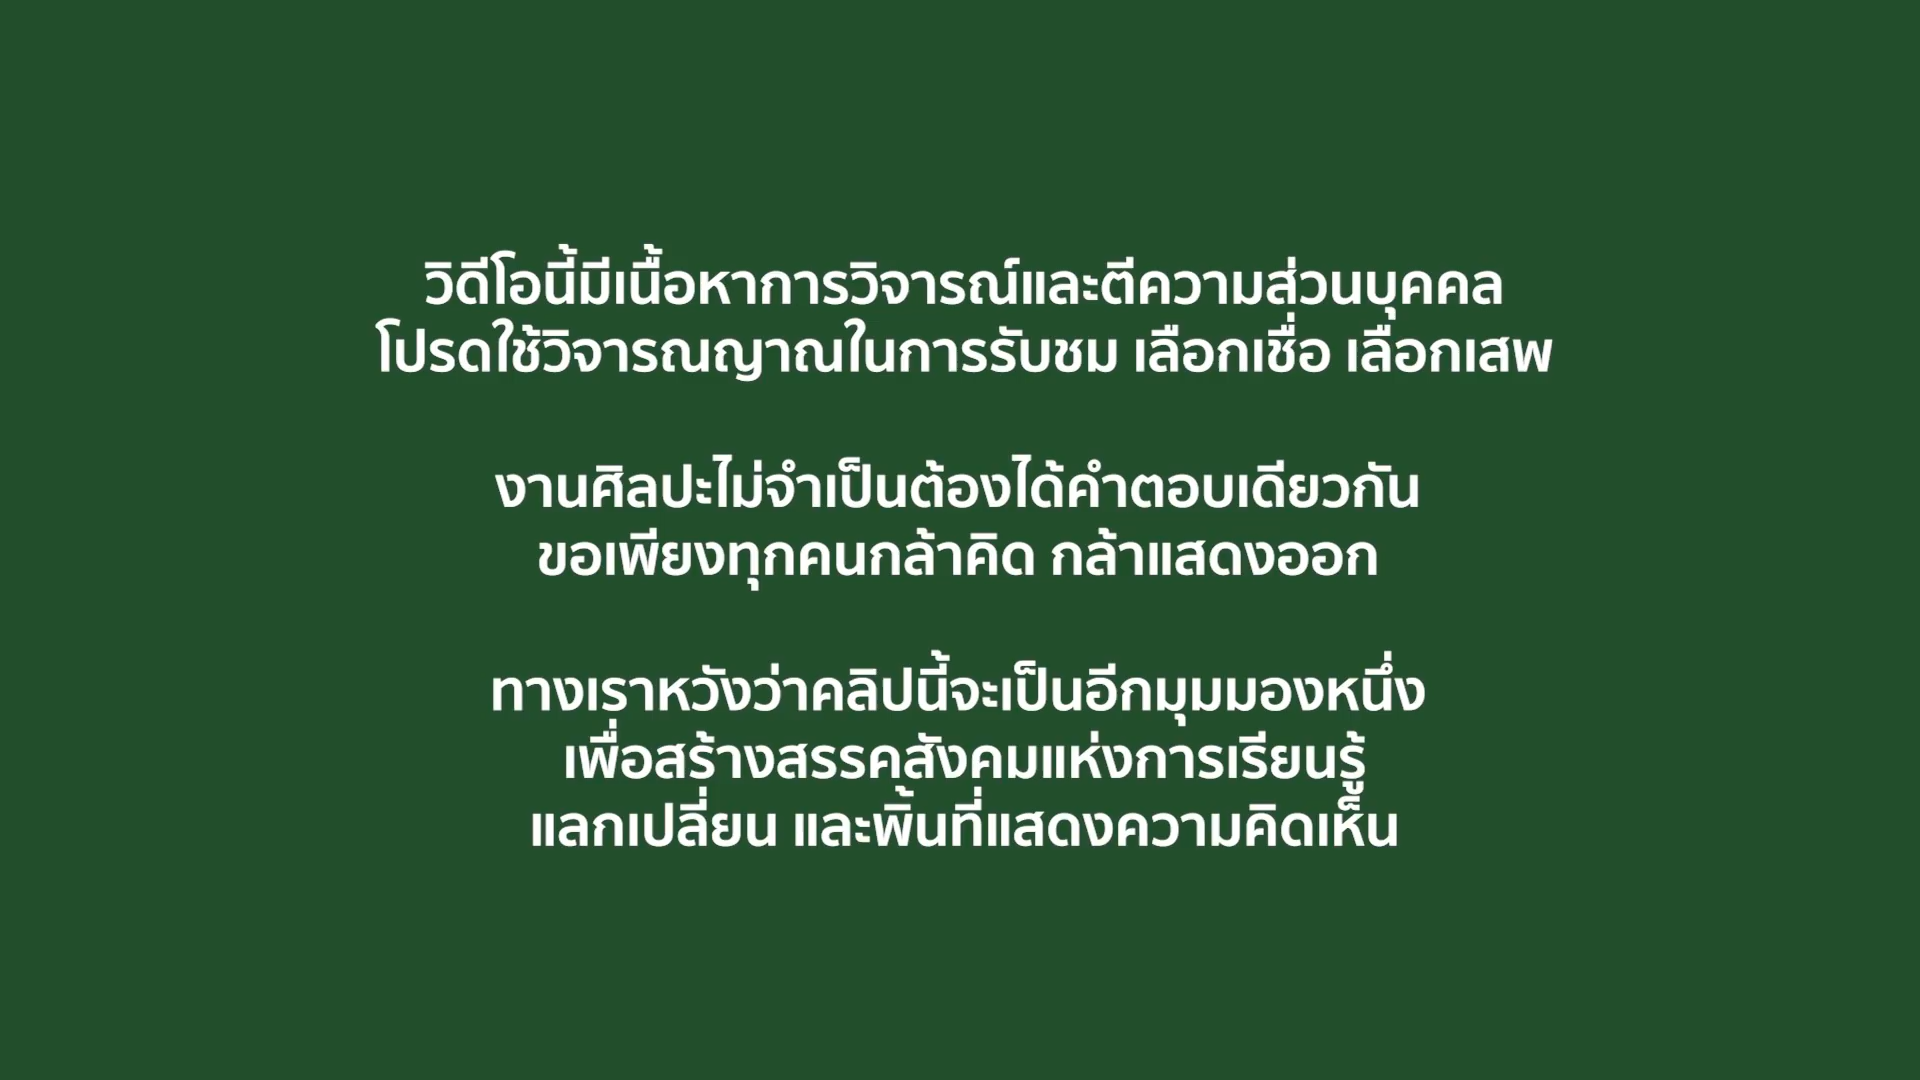 วิดีโอนี้มีเนื้อหาการวิจารณ์และตีความส่วนบุคคล
โปรดใช้วิจารณญาณในการรับชม เลือกเชื่อ เลือกเสพ
งานศิลปะไม่จำเป็นต้องได้คำตอบเดียวกัน
ขอเพียงทุกคนกล้าคิด กล้าแสดงออก
ทางเราหวังว่าคลิปนี้จะเป็นอีกมุมมองหนึ่ง
เพื่อสร้างสรรคสังคมแห่งการเรียนรู้
แลกเปลี่ยน และพิ้นที่แสดงความคิดเห็น